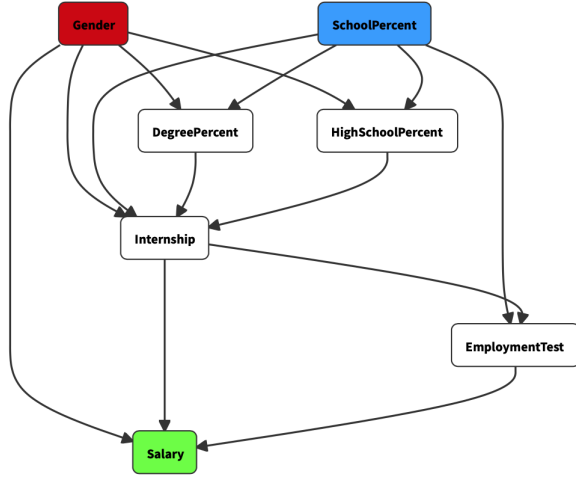 Gender
SchoolPercent
DegreePercent
HighSchoolPercent
Internship
EmploymentTest
Salary